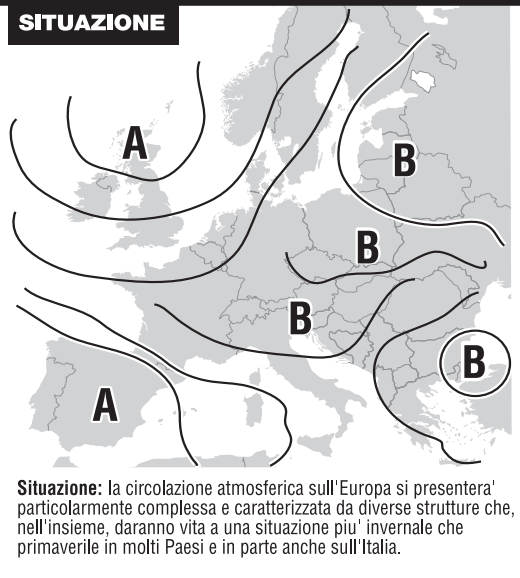 SITUAZIONE
A
B
B
B
B
A
Situazione: la circolazione atmosferica sull'Europa si presentera'
particolarmente complessa e caratterizzata da diverse strutture che,
nell'insieme, daranno vita a una situazione piu' invernale che
primaverile in molti Paesi e in parte anche sull'Italia.